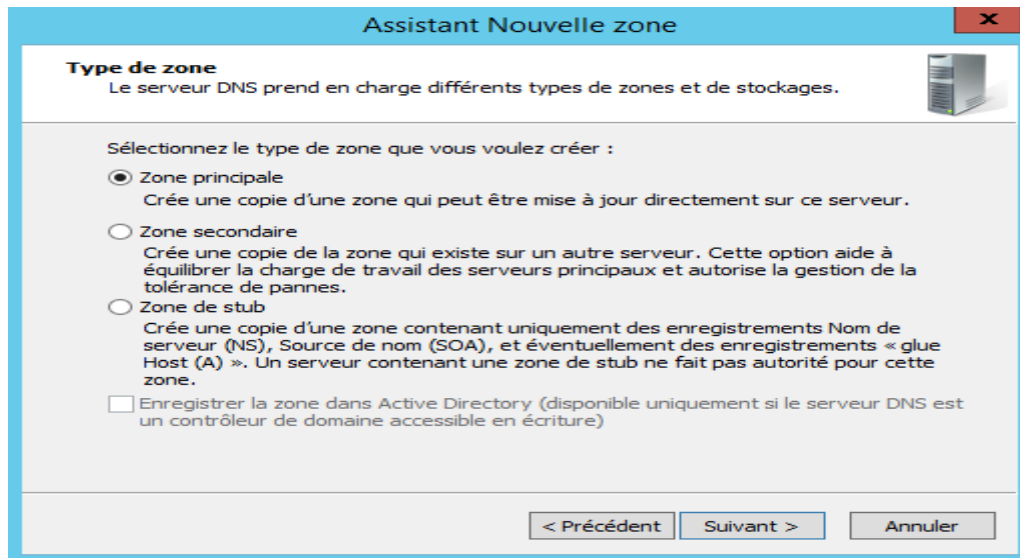 Assistant Nouvelle zone
x
Type de zone
Le serveur DNS prend en charge différents types de zones et de stockages.
Sélectionnez le type de zone que vous voulez créer :
Zone principale
Crée une copie d’une zone qui peut être mise à jour directement sur ce serveur.
Zone secondaire
Crée une copie de la zone qui existe sur un autre serveur. Cette option aide à
équilibrer la charge de travail des serveurs principaux et autorise la gestion de la
tolérance de pannes.
Zone de stub
Crée une copie d’une zone contenant uniquement des enregistrements Nom de
serveur (NS), Source de nom (SOA), et éventuellement des enregistrements « glue
Host (A) ». Un serveur contenant une zone de stub ne fait pas autorité pour cette
zone.
Enregistrer la zone dans Active Directory (disponible uniquement si le serveur DNS est
un contrôleur de domaine accessible en écriture)
< Précédent Suivant > Annuler